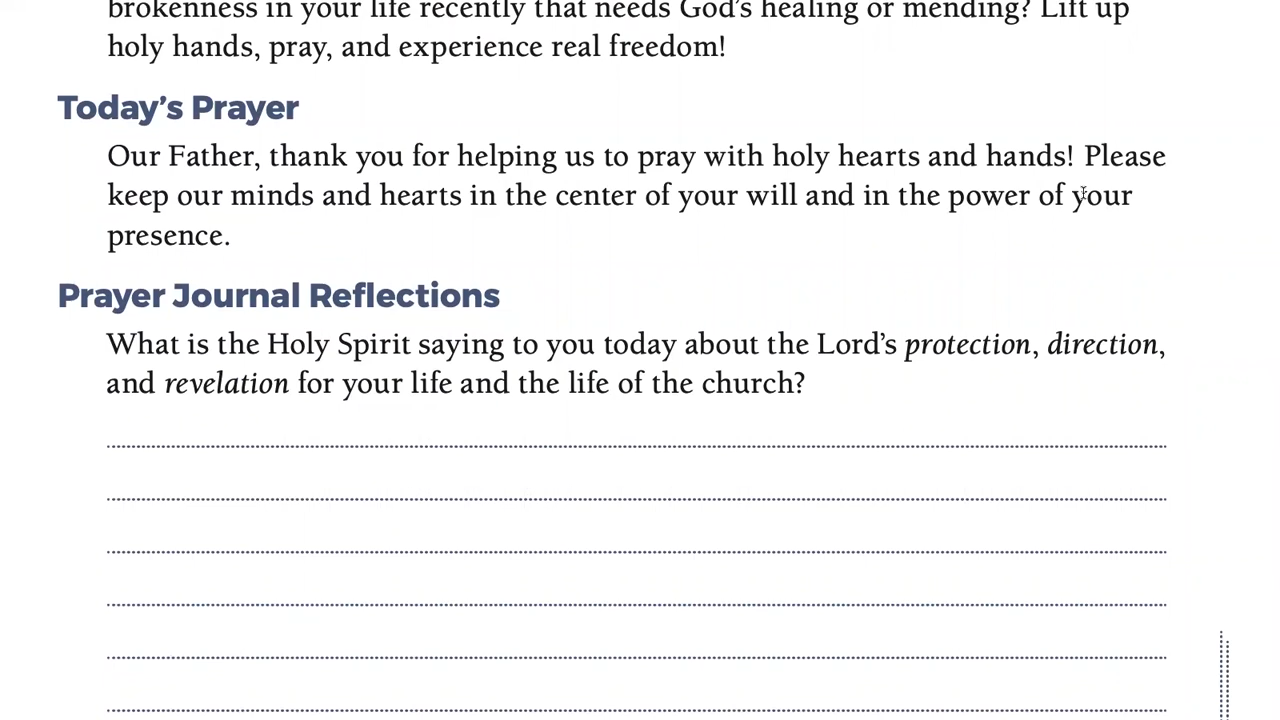 brokenness in your life recently that needs God's healing or mending? Lift up
holy hands, pray, and experience real freedom!
Today's Prayer
Our Father, thank you for helping us to pray with holy hearts and hands! Please
keep our minds and hearts in the center of your will and in the power of your
presence.
Prayer Journal Reflections
What is the Holy Spirit saying to you today about the Lord's protection, direction,
and revelation for your life and the life of the church?